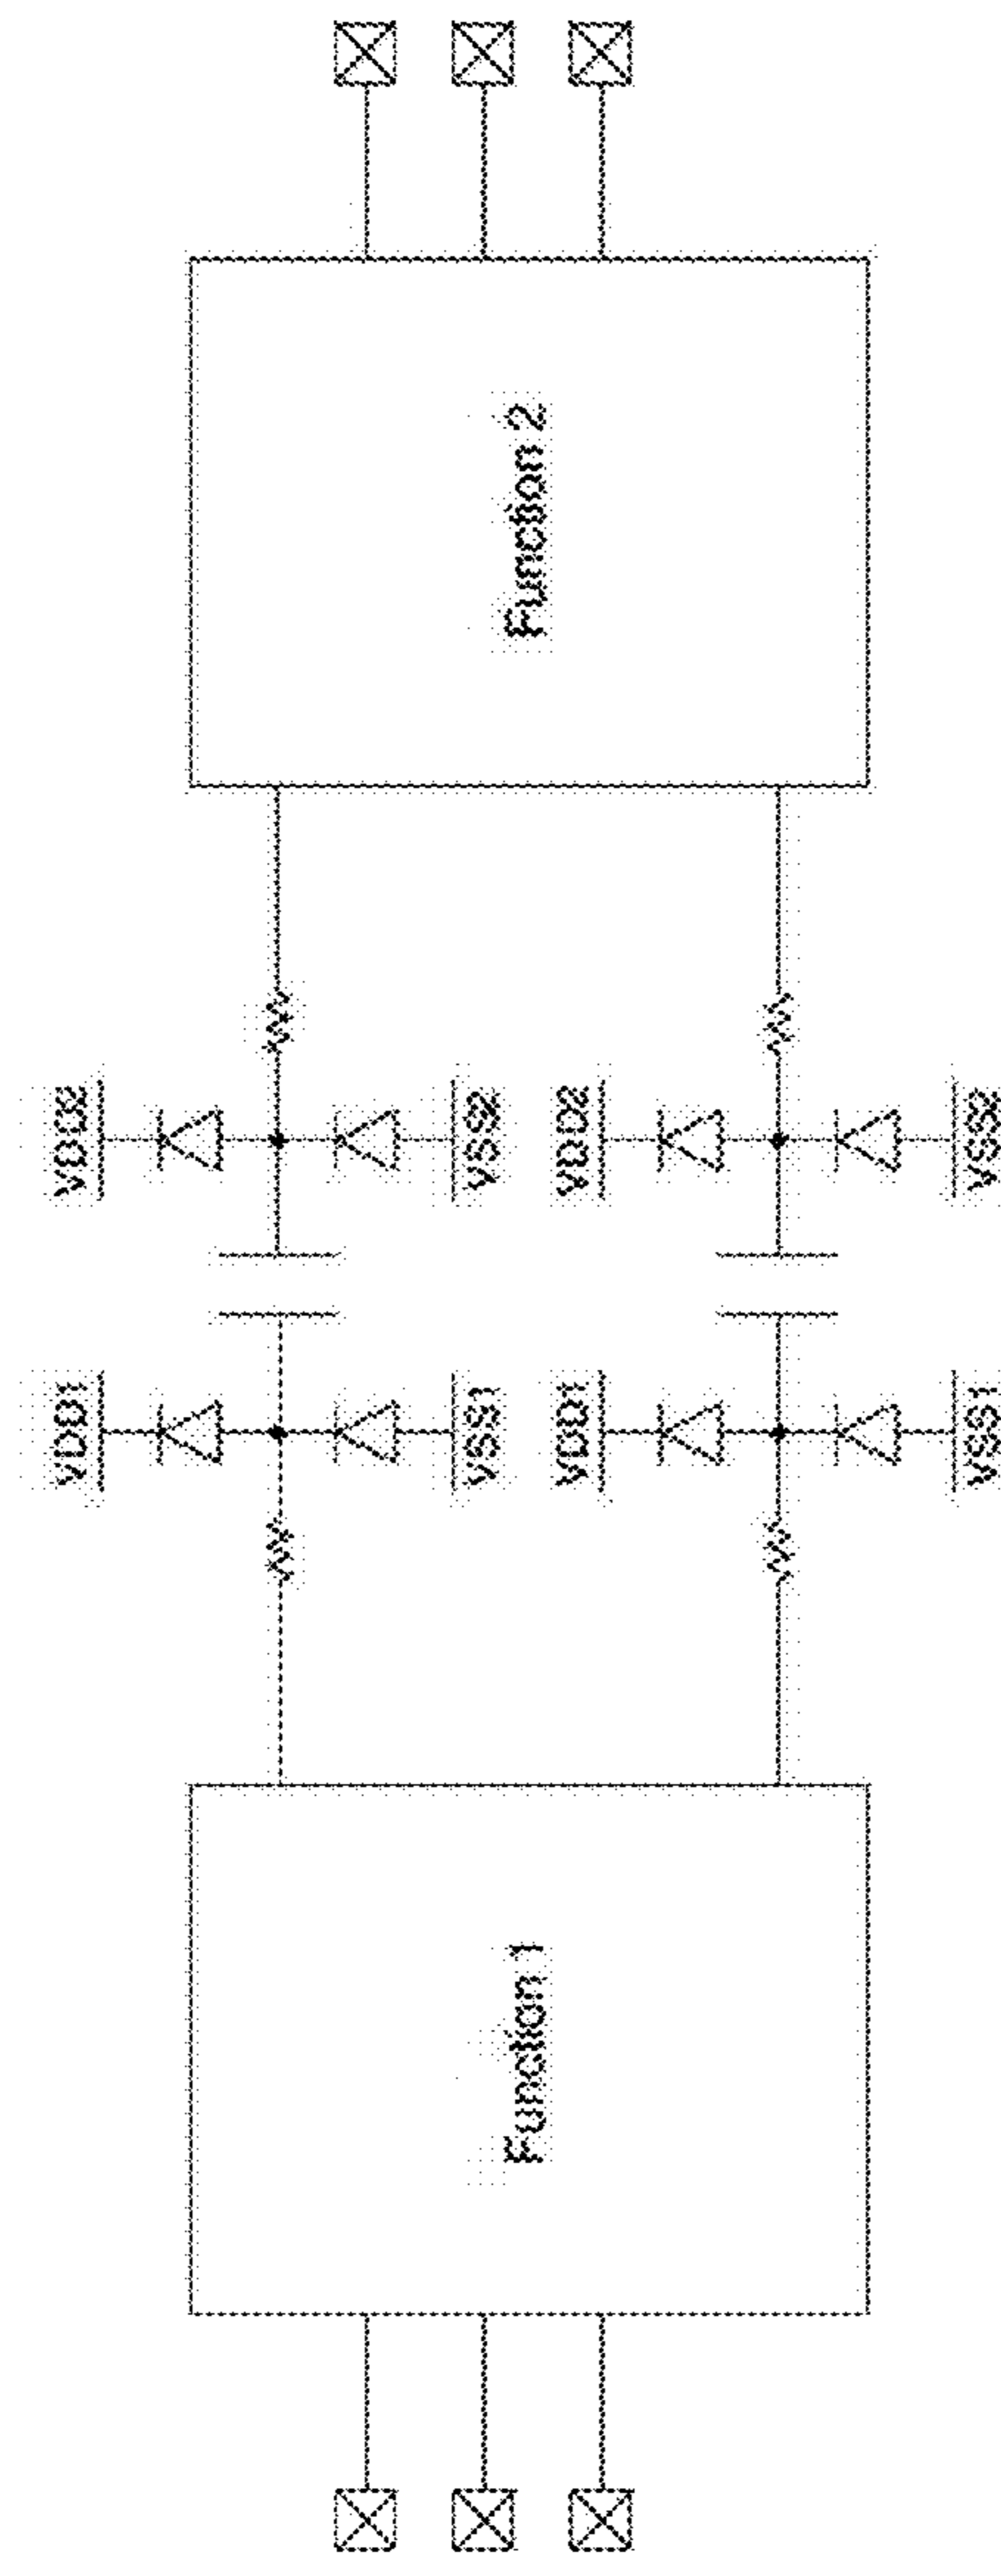 Function 2
VDD2
VSS2
VDD2
VSS2
VDD1
VSS1
VDD1
VSS1
Function 1